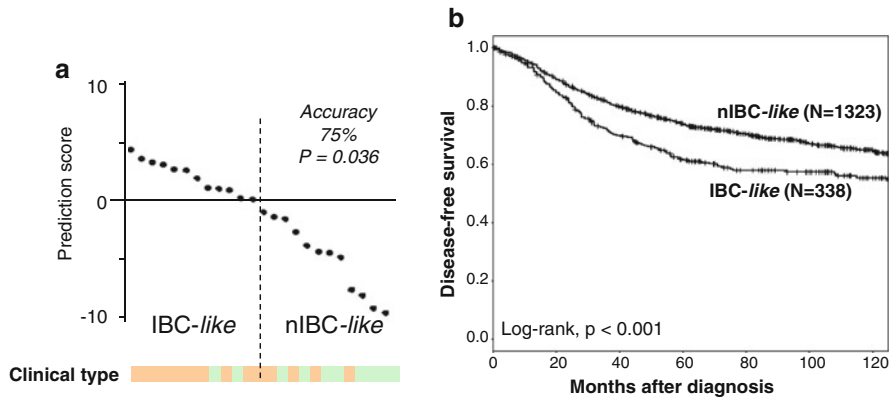 a
10
0
-10
Prediction score
Accuracy
75%
P = 0.036
IBC-like
nIBC-like
Clinical type
b
1.0
0.8
0.6
0.4
0.2
0.0
Disease-free survival
nIBC-like (N=1323)
IBC-like (N=338)
Log-rank, p < 0.001
0
20
40
60
80
100
120
Months after diagnosis